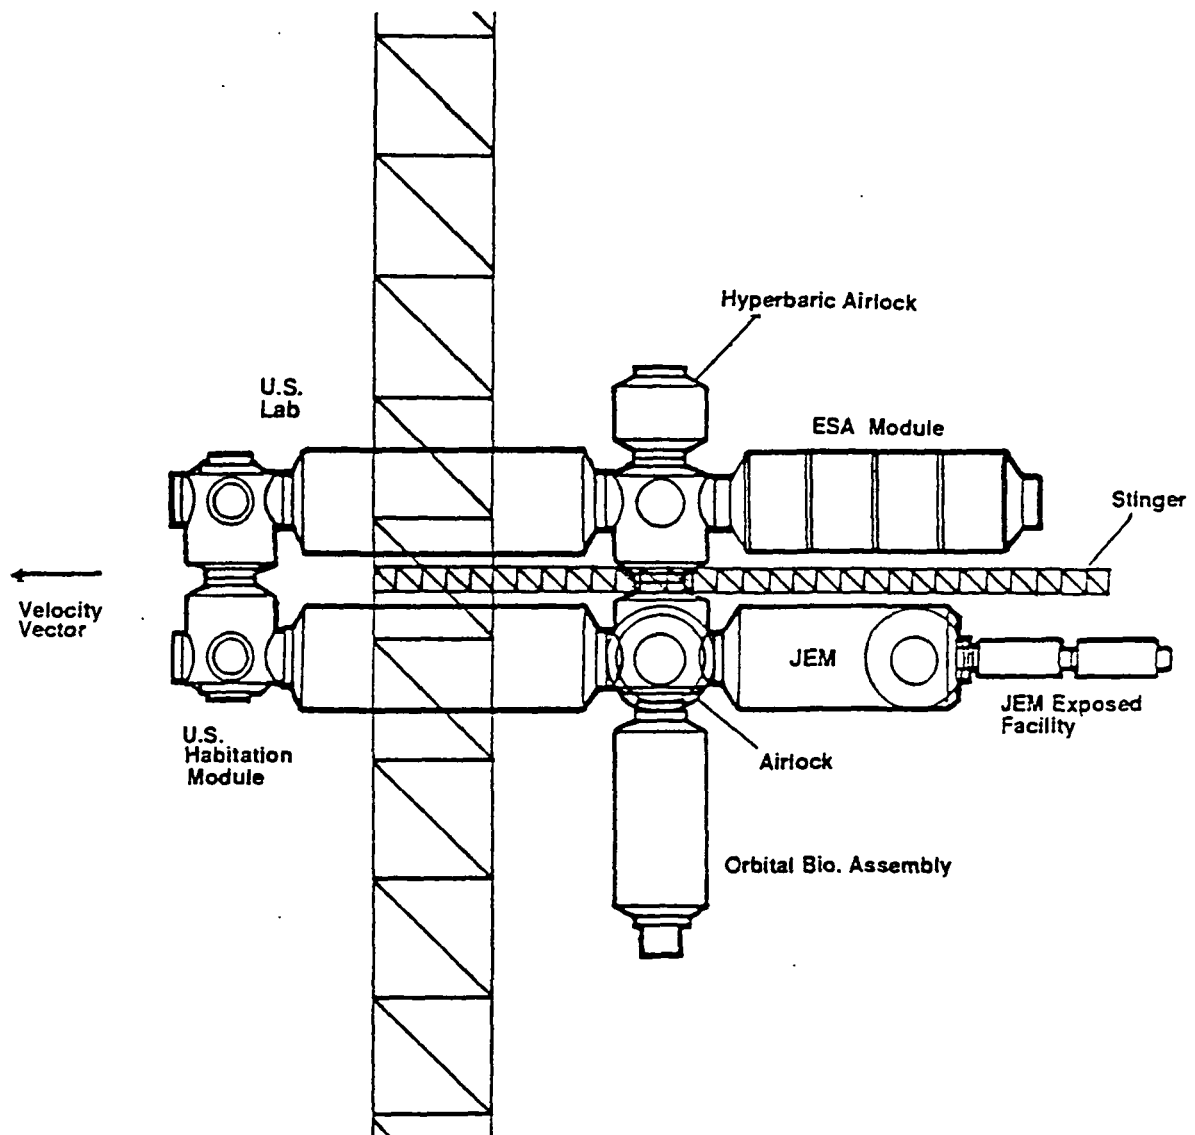 Hyperbaric Airlock
U.S.
Lab
ESA Module
Stinger
Velocity
Vector
JEM
JEM Exposed
Facility
U.S.
Habitation
Module
Airlock
Orbital Bio. Assembly